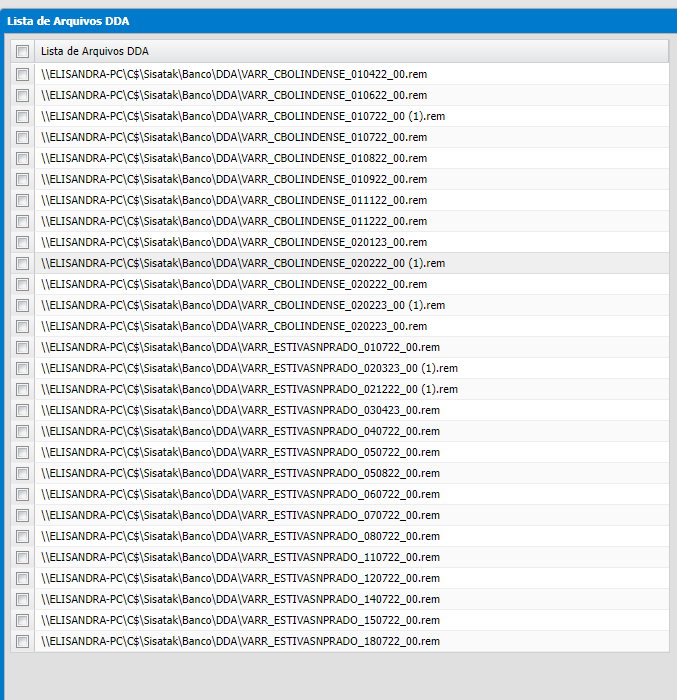 Lista de Arquivos DDA
Lista de Arquivos DDA
\\ELISANDRA-PC\C$\Sisatak\Banco\DDA\VARR_CBOLINDENSE_010422_00.rem
\\ELISANDRA-PC\C$\Sisatak\Banco\DDA\VARR_CBOLINDENSE_010622_00.rem
\\ELISANDRA-PC\C$\Sisatak\Banco\DDA\VARR_CBOLINDENSE_010722_00 (1).rem
\\ELISANDRA-PC\C$\Sisatak\Banco\DDA\VARR_CBOLINDENSE_010722_00.rem
\\ELISANDRA-PC\C$\Sisatak\Banco\DDA\VARR_CBOLINDENSE_010822_00.rem
\\ELISANDRA-PC\C$\Sisatak\Banco\DDA\VARR_CBOLINDENSE_010922_00.rem
\\ELISANDRA-PC\C$\Sisatak\Banco\DDA\VARR_CBOLINDENSE_011122_00.rem
\\ELISANDRA-PC\C$\Sisatak\Banco\DDA\VARR_CBOLINDENSE_011222_00.rem
\\ELISANDRA-PC\C$\Sisatak\Banco\DDA\VARR_CBOLINDENSE_020123_00.rem
\\ELISANDRA-PC\C$\Sisatak\Banco\DDA\VARR_CBOLINDENSE_020222_00 (1).rem
\\ELISANDRA-PC\C$\Sisatak\Banco\DDA\VARR_CBOLINDENSE_020222_00.rem
\\ELISANDRA-PC\C$\Sisatak\Banco\DDA\VARR_CBOLINDENSE_020223_00 (1).rem
\\ELISANDRA-PC\C$\Sisatak\Banco\DDA\VARR_CBOLINDENSE_020223_00.rem
\\ELISANDRA-PC\C$\Sisatak\Banco\DDA\VARR_ESTIVASNPRADO_010722_00.rem
\\ELISANDRA-PC\C$\Sisatak\Banco\DDA\VARR_ESTIVASNPRADO_020323_00 (1).rem
\\ELISANDRA-PC\C$\Sisatak\Banco\DDA\VARR_ESTIVASNPRADO_021222_00 (1).rem
\\ELISANDRA-PC\C$\Sisatak\Banco\DDA\VARR_ESTIVASNPRADO_030423_00.rem
\\ELISANDRA-PC\C$\Sisatak\Banco\DDA\VARR_ESTIVASNPRADO_040722_00.rem
\\ELISANDRA-PC\C$\Sisatak\Banco\DDA\VARR_ESTIVASNPRADO_050722_00.rem
\\ELISANDRA-PC\C$\Sisatak\Banco\DDA\VARR_ESTIVASNPRADO_050822_00.rem
\\ELISANDRA-PC\C$\Sisatak\Banco\DDA\VARR_ESTIVASNPRADO_060722_00.rem
\\ELISANDRA-PC\C$\Sisatak\Banco\DDA\VARR_ESTIVASNPRADO_070722_00.rem
\\ELISANDRA-PC\C$\Sisatak\Banco\DDA\VARR_ESTIVASNPRADO_080722_00.rem
\\ELISANDRA-PC\C$\Sisatak\Banco\DDA\VARR_ESTIVASNPRADO_110722_00.rem
\\ELISANDRA-PC\C$\Sisatak\Banco\DDA\VARR_ESTIVASNPRADO_120722_00.rem
\\ELISANDRA-PC\C$\Sisatak\Banco\DDA\VARR_ESTIVASNPRADO_140722_00.rem
\\ELISANDRA-PC\C$\Sisatak\Banco\DDA\VARR_ESTIVASNPRADO_150722_00.rem
\\ELISANDRA-PC\C$\Sisatak\Banco\DDA\VARR_ESTIVASNPRADO_180722_00.rem